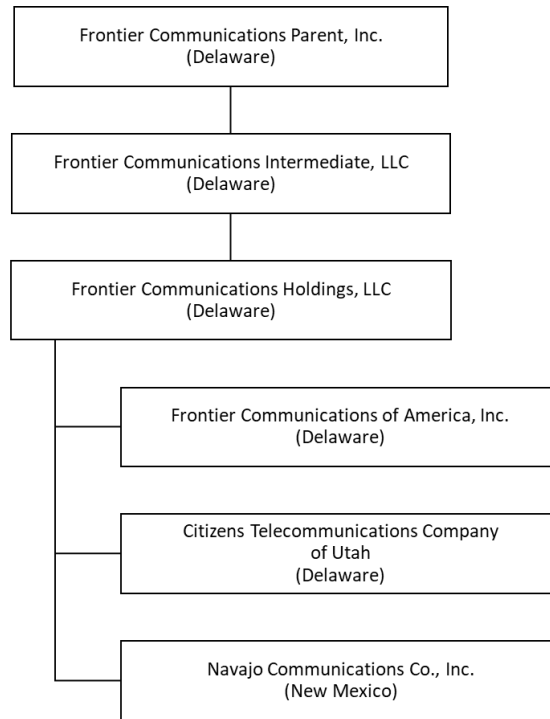 Frontier Communications Parent, Inc.
(Delaware)
Frontier Communications Intermediate, LLC
(Delaware)
Frontier Communications Holdings, LLC
(Delaware)
Frontier Communications of America, Inc.
(Delaware)
Citizens Telecommunications Company
of Utah
(Delaware)
Navajo Communications Co., Inc.
(New Mexico)